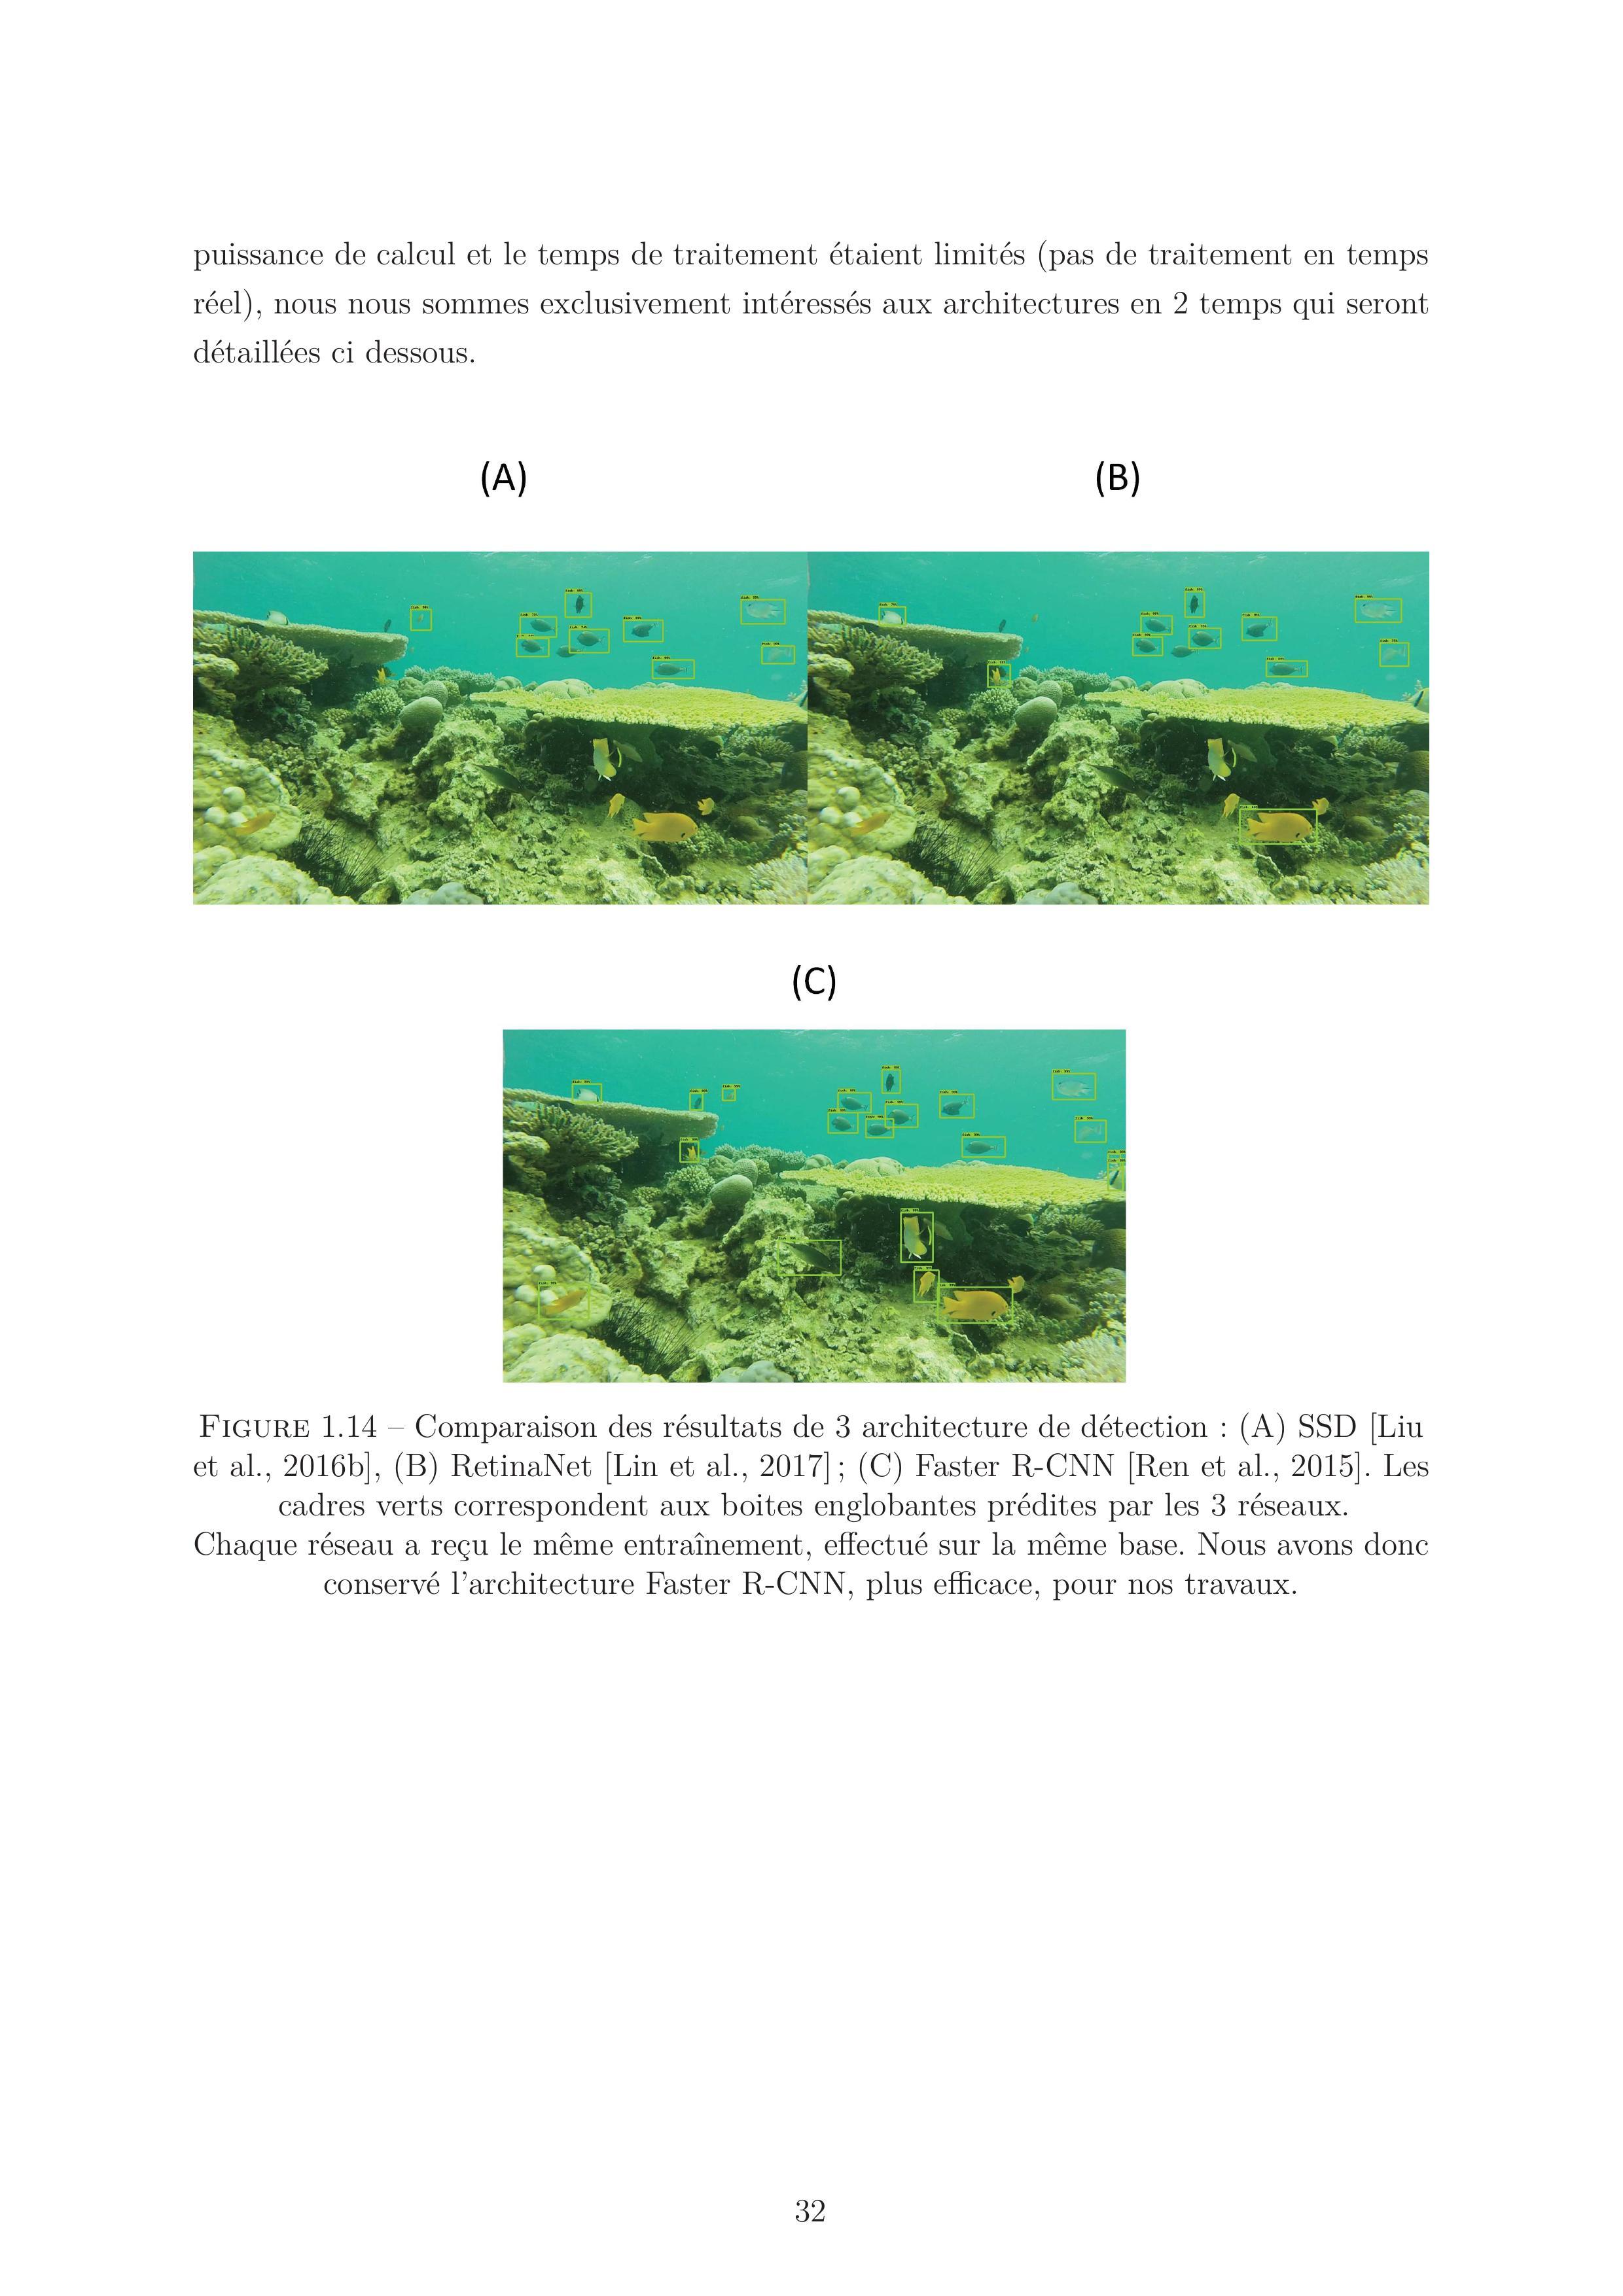 puissance de calcul et le temps de traitement étaient limités (pas de traitement en temps
réel), nous nous sommes exclusivement intéressés aux architectures en 2 temps qui seront
détaillées ci dessous.
(A)
(B)
(C)
FIGURE 1.14 – Comparaison des résultats de 3 architecture de détection : (A) SSD [Liu
et al., 2016b], (B) RetinaNet [Lin et al., 2017] ; (C) Faster R-CNN [Ren et al., 2015]. Les
cadres verts correspondent aux boites englobantes prédites par les 3 réseaux.
Chaque réseau a reçu le même entraînement, effectué sur la même base. Nous avons donc
conservé l'architecture Faster R-CNN, plus efficace, pour nos travaux.
32